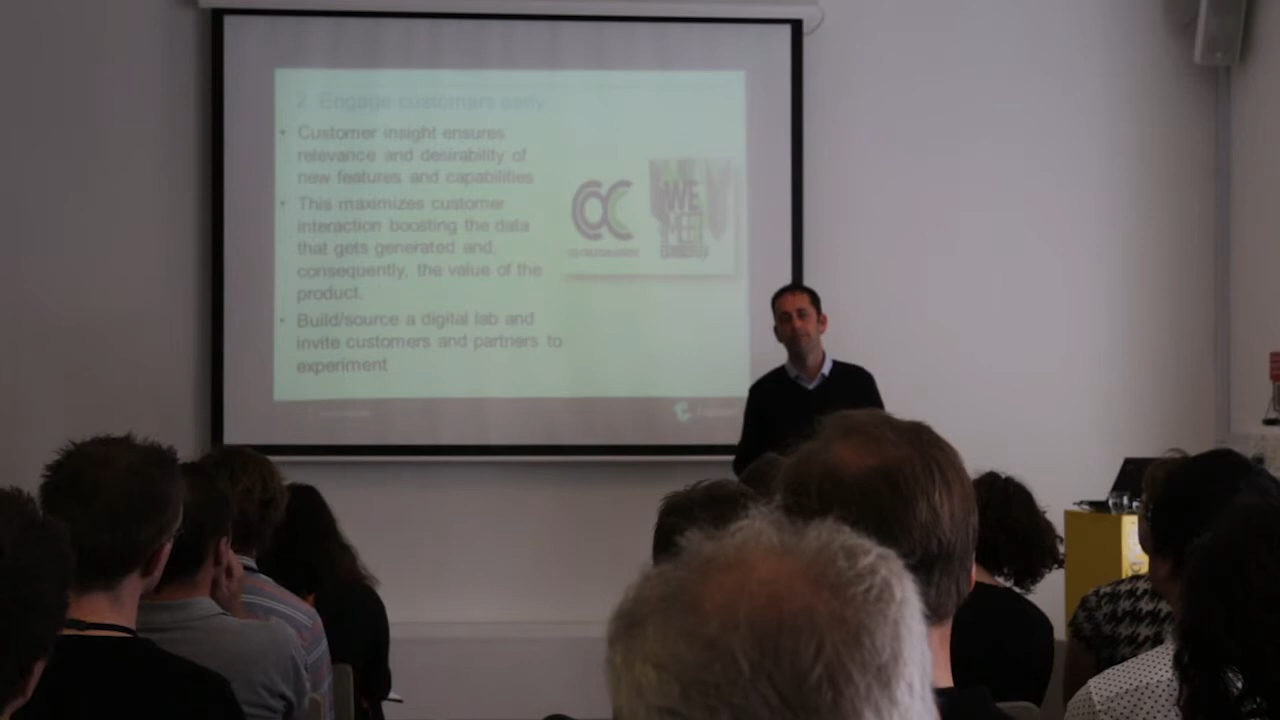 2. Engage customers early
• Customer insight ensures
relevance and desirability of
new features and capabilities
• This maximizes customer
interaction boosting the data
that gets generated and,
consequently, the value of the
product.
• Build/source a digital lab and
invite customers and partners to
experiment
WE